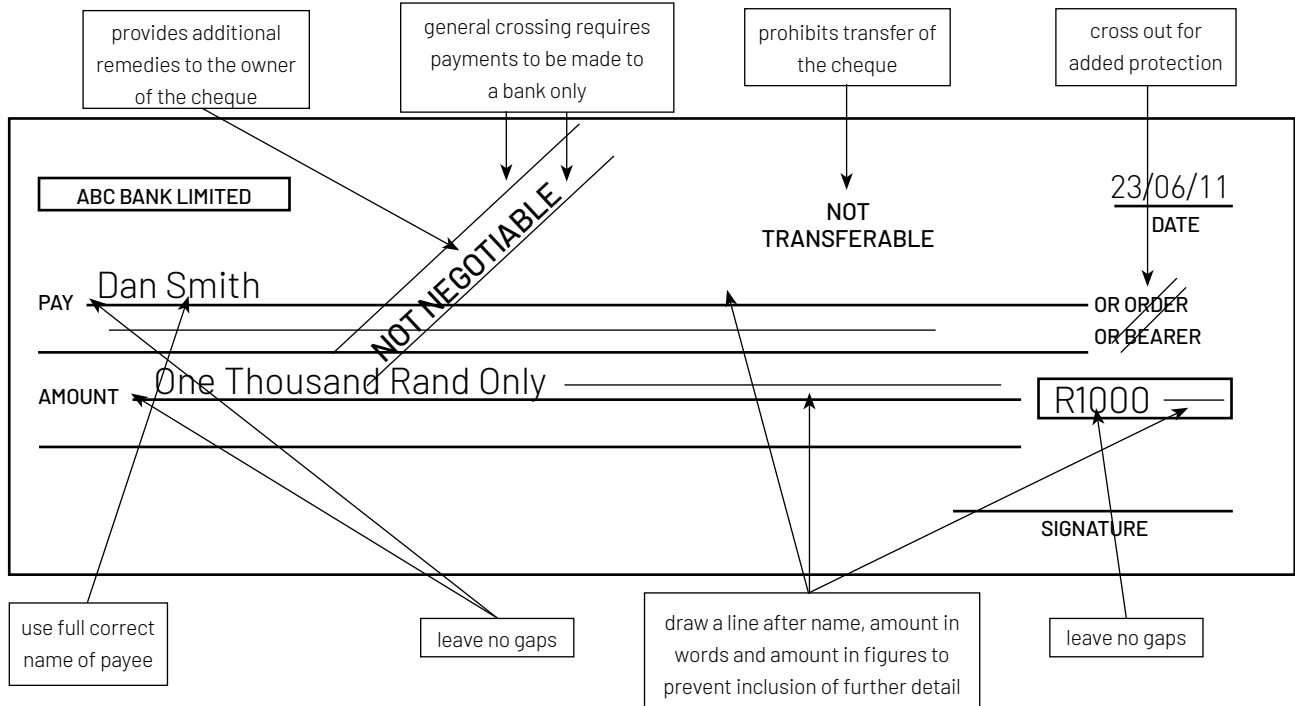 provides additional
remedies to the owner
of the cheque
general crossing requires
payments to be made to
a bank only
prohibits transfer of
the cheque
cross out for
added protection
ABC BANK LIMITED
NOT NEGOTIABLE
NOT
TRANSFERABLE
23/06/11
DATE
PAY Dan Smith
OR ORDER
OR BEARER
AMOUNT One Thousand Rand Only
R1000
SIGNATURE
use full correct
name of payee
leave no gaps
draw a line after name, amount in
words and amount in figures to
prevent inclusion of further detail
leave no gaps